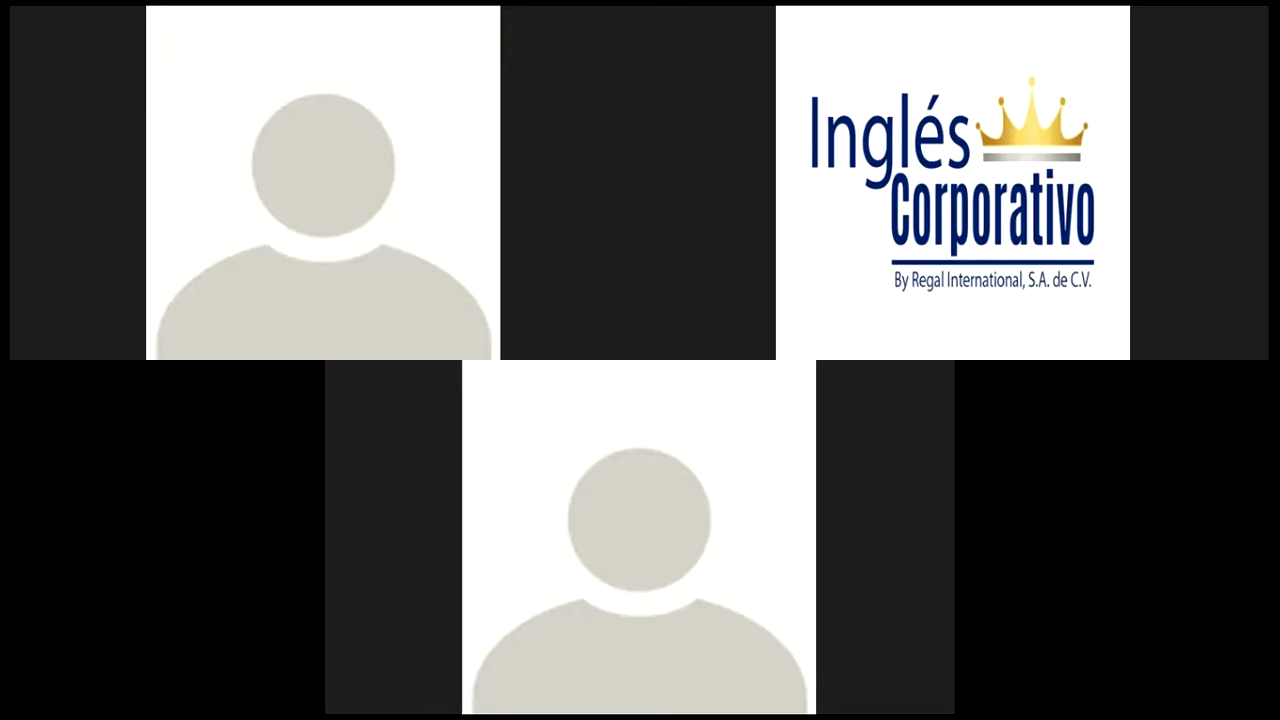 Inglés
Corporativo
By Regal International, S.A. de C.V.